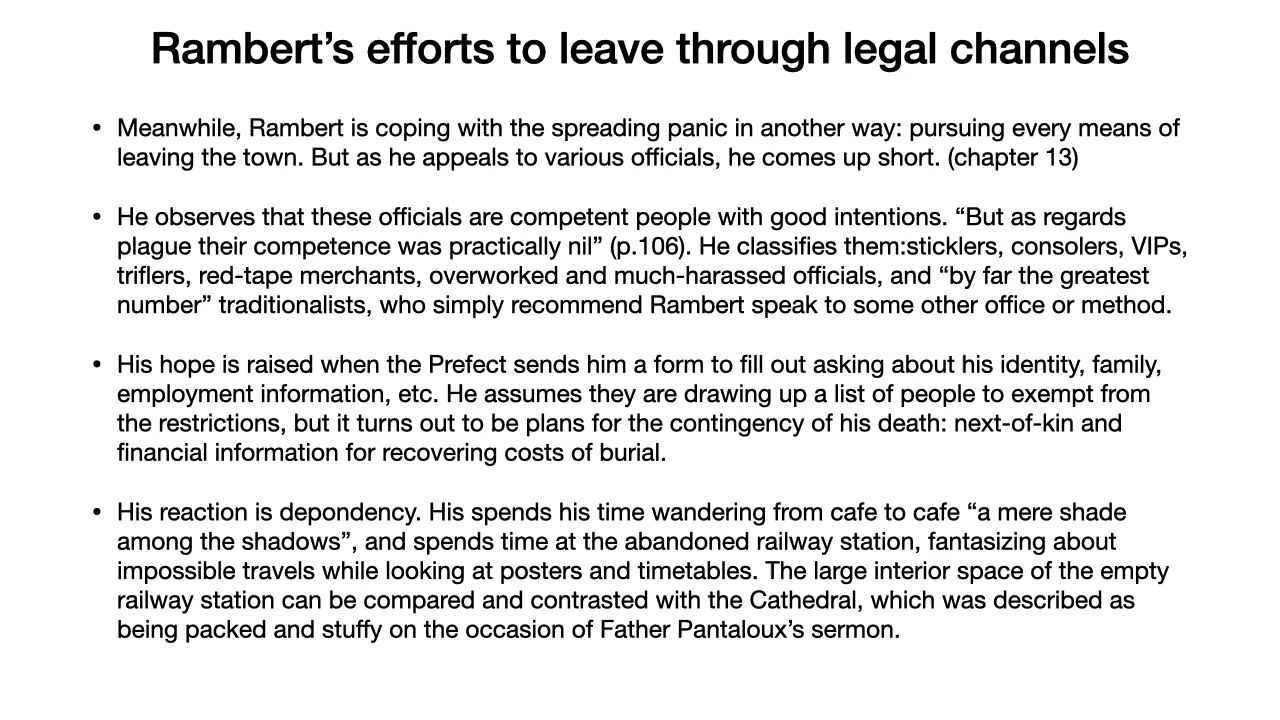 Rambert’s efforts to leave through legal channels
• Meanwhile, Rambert is coping with the spreading panic in another way: pursuing every means of
leaving the town. But as he appeals to various officials, he comes up short. (chapter 13)
• He observes that these officials are competent people with good intentions. “But as regards
plague their competence was practically nil” (p.106). He classifies them:sticklers, consolers, VIPs,
triflers, red-tape merchants, overworked and much-harassed officials, and “by far the greatest
number” traditionalists, who simply recommend Rambert speak to some other office or method.
• His hope is raised when the Prefect sends him a form to fill out asking about his identity, family,
employment information, etc. He assumes they are drawing up a list of people to exempt from
the restrictions, but it turns out to be plans for the contingency of his death: next-of-kin and
financial information for recovering costs of burial.
• His reaction is depondency. His spends his time wandering from cafe to cafe “a mere shade
among the shadows”, and spends time at the abandoned railway station, fantasizing about
impossible travels while looking at posters and timetables. The large interior space of the empty
railway station can be compared and contrasted with the Cathedral, which was described as
being packed and stuffy on the occasion of Father Pantaloux’s sermon.